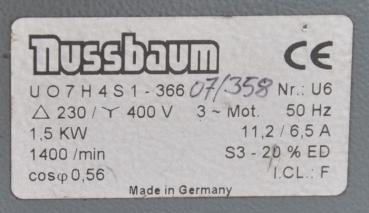 nussbaum CE
UO7H4S1-366 07/358 Nr.: U6
△ 230 / Y 400 V 3 ~ Mot. 50 Hz
1,5 KW 11,2 / 6,5 A
1400 /min S3 - 20 % ED
cosφ 0,56 I.CL.: F
Made in Germany